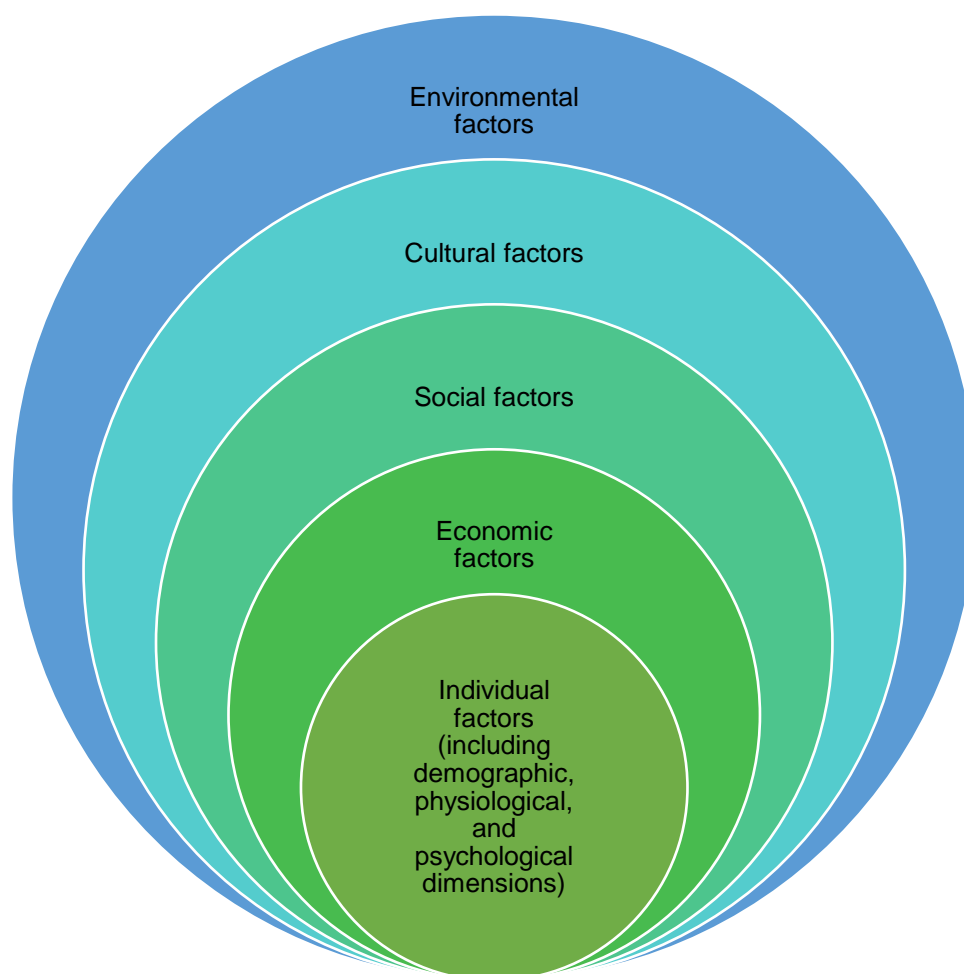 Environmental
factors
Cultural factors
Social factors
Economic
factors
Individual
factors
(including
demographic,
physiological,
and
psychological
dimensions)